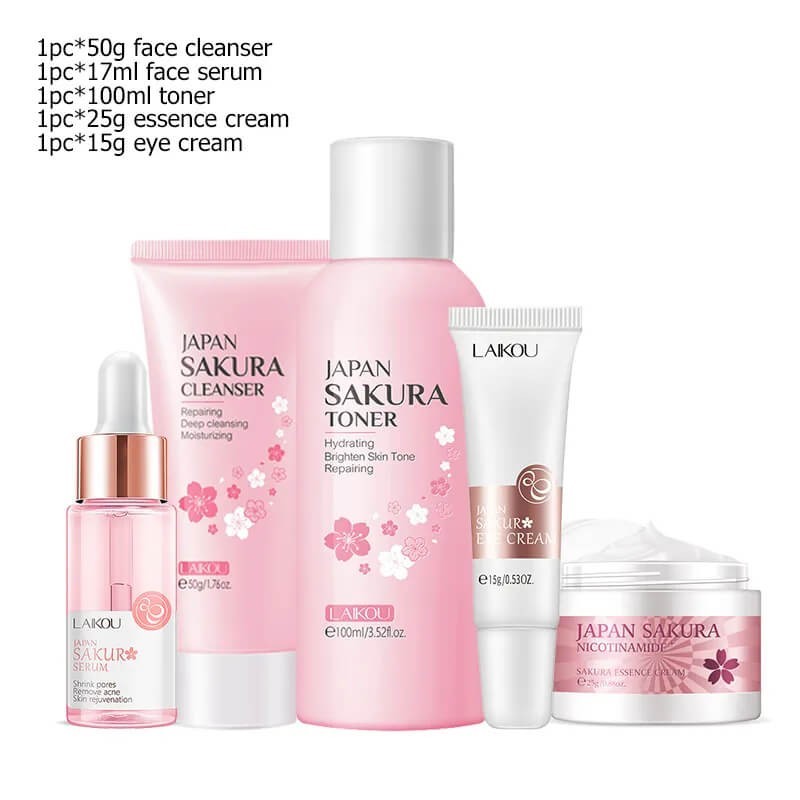 1pc*50g face cleanser
1pc*17ml face serum
1pc*100ml toner
1pc*25g essence cream
1pc*15g eye cream
JAPAN
SAKURA
CLEANSER
Repairing
Deep cleansing
Moisturizing
LAIKOU
e50g/1.76oz.
JAPAN
SAKURA
TONER
Hydrating
Brighten Skin Tone
Repairing
LAIKOU
e100ml/3.52fl.oz.
LAIKOU
JAPAN
SAKUR
EYE CREAM
e15g/0.53OZ.
LAIKOU
JAPAN
SAKUR
SERUM
Shrink pores
Remove acne
Skin rejuvenation
JAPAN SAKURA
NICOTINAMIDE
SAKURA ESSENCE CREAM
e25g/0.88oz.